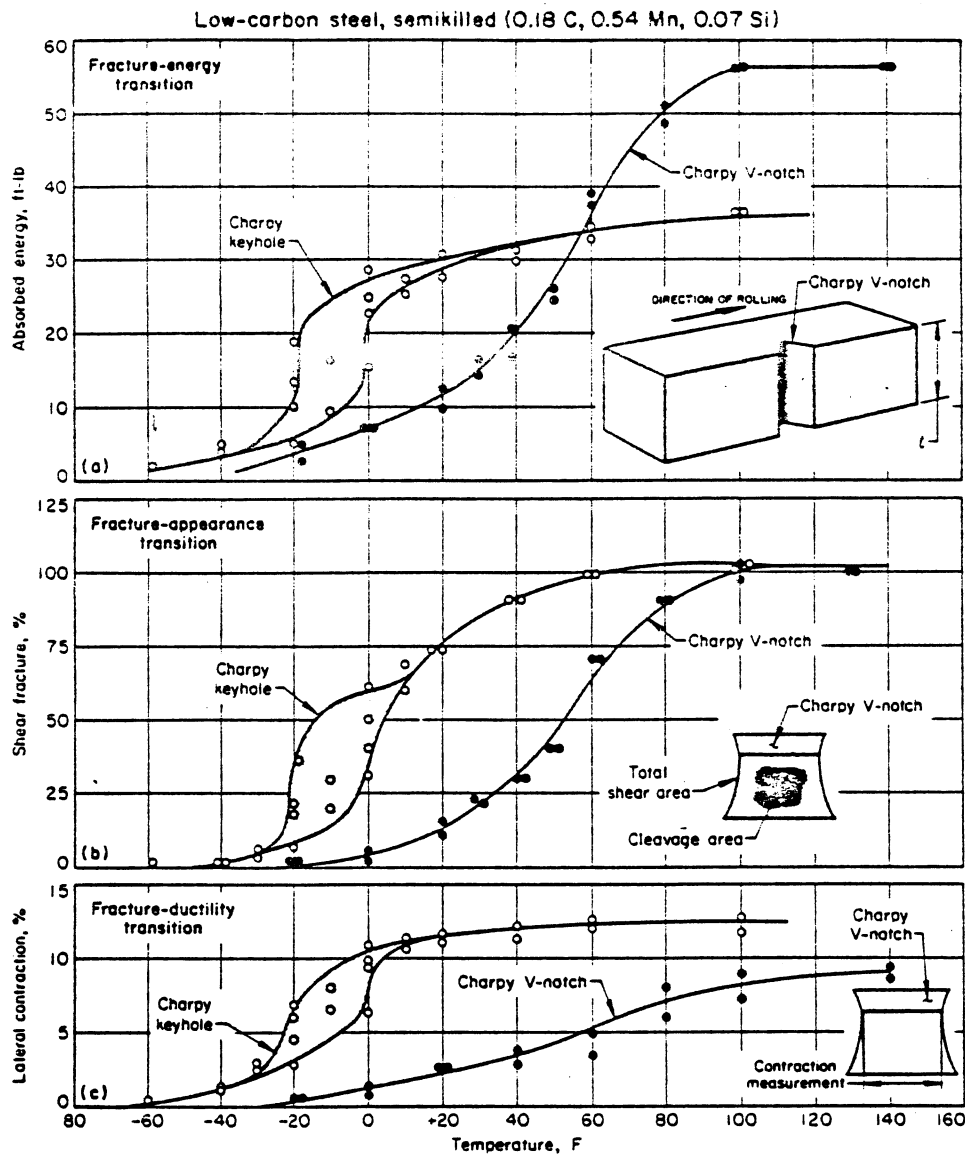 Low-carbon steel, semikilled (0.18 C, 0.54 Mn, 0.07 Si)
Fracture-energy
transition
60
50
40
30
20
10
0
Absorbed energy, ft-lb
Charpy V-notch
Charpy
keyhole
Charpy V-notch
DIRECTION OF ROLLING
t
(a)
Fracture-appearance
transition
125
100
75
50
25
0
Shear fracture, %
Charpy V-notch
Charpy
keyhole
Charpy V-notch
Total
shear area
Cleavage area
(b)
Fracture-ductility
transition
15
10
5
0
Lateral contraction, %
Charpy
V-notch
Charpy V-notch
Charpy
keyhole
Contraction
measurement
(c)
80 -60 -40 -20 0 +20 40 60 80 100 120 140 160
Temperature, F